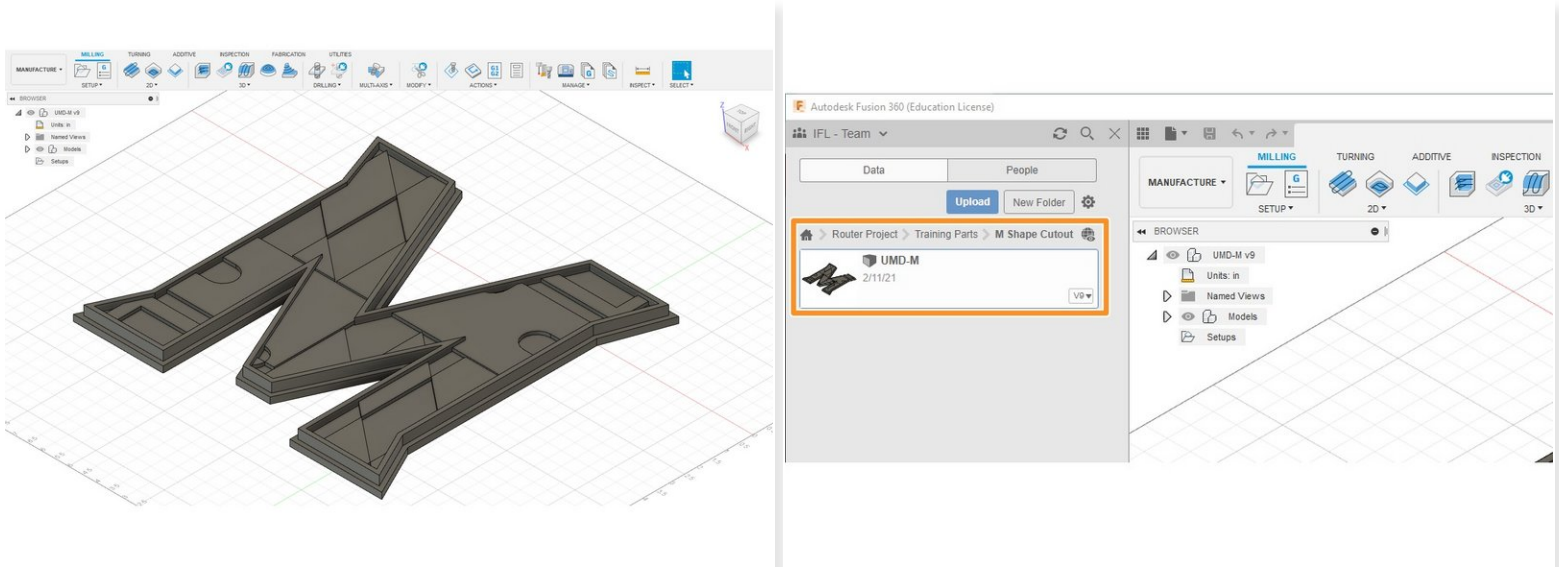 MILLING TURNING ADDITIVE INSPECTION FABRICATION UTILITIES
MANUFACTURE
SETUP 2D 3D DRILLING MULTI-AXIS MODIFY ACTIONS MANAGE INSPECT SELECT
BROWSER
UMD-M v9
Units: in
Named Views
Models
Setups
Z
FRONT
RIGHT
X
Autodesk Fusion 360 (Education License)
IFL - Team
Data People
Upload New Folder
Router Project Training Parts M Shape Cutout
UMD-M
2/11/21
V9
MILLING TURNING ADDITIVE INSPECTION
MANUFACTURE
G
SETUP 2D 3D
BROWSER
UMD-M v9
Units: in
Named Views
Models
Setups